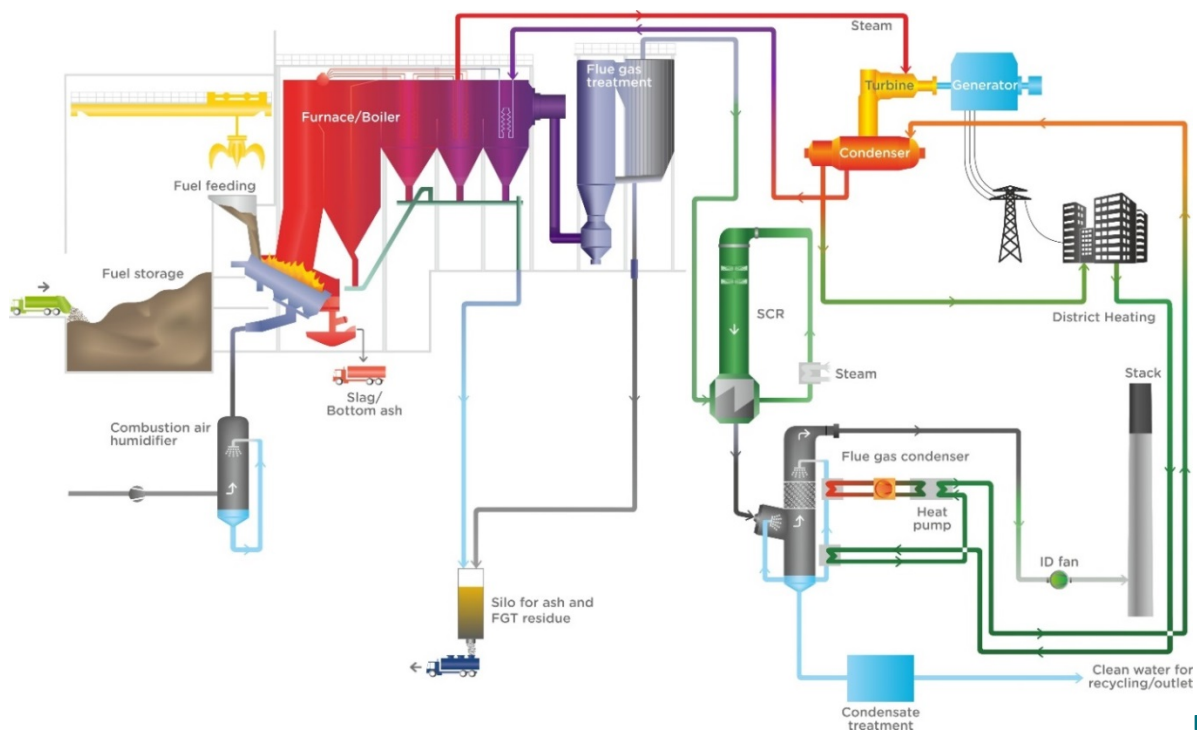 Steam
Flue gas
treatment
Turbine
Generator
Furnace/Boiler
Condenser
Fuel feeding
Fuel storage
SCR
District Heating
Steam
Stack
Slag/
Bottom ash
Combustion air
humidifier
Flue gas condenser
Heat
pump
ID fan
Silo for ash and
FGT residue
Clean water for
recycling/outlet
Condensate
treatment